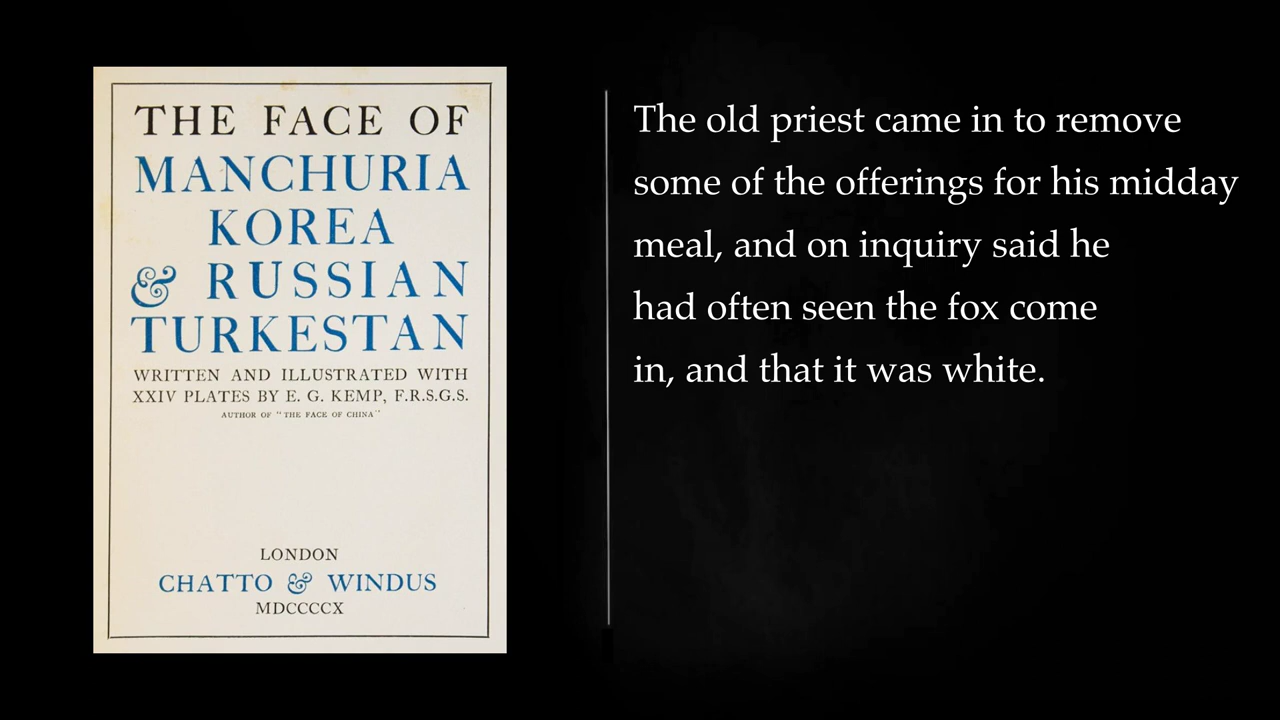 THE FACE OF
MANCHURIA
KOREA
& RUSSIAN
TURKESTAN
WRITTEN AND ILLUSTRATED WITH
XXIV PLATES BY E. G. KEMP, F.R.S.G.S.
AUTHOR OF "THE FACE OF CHINA"
LONDON
CHATTO & WINDUS
MDCCCCX
The old priest came in to remove
some of the offerings for his midday
meal, and on inquiry said he
had often seen the fox come
in, and that it was white.